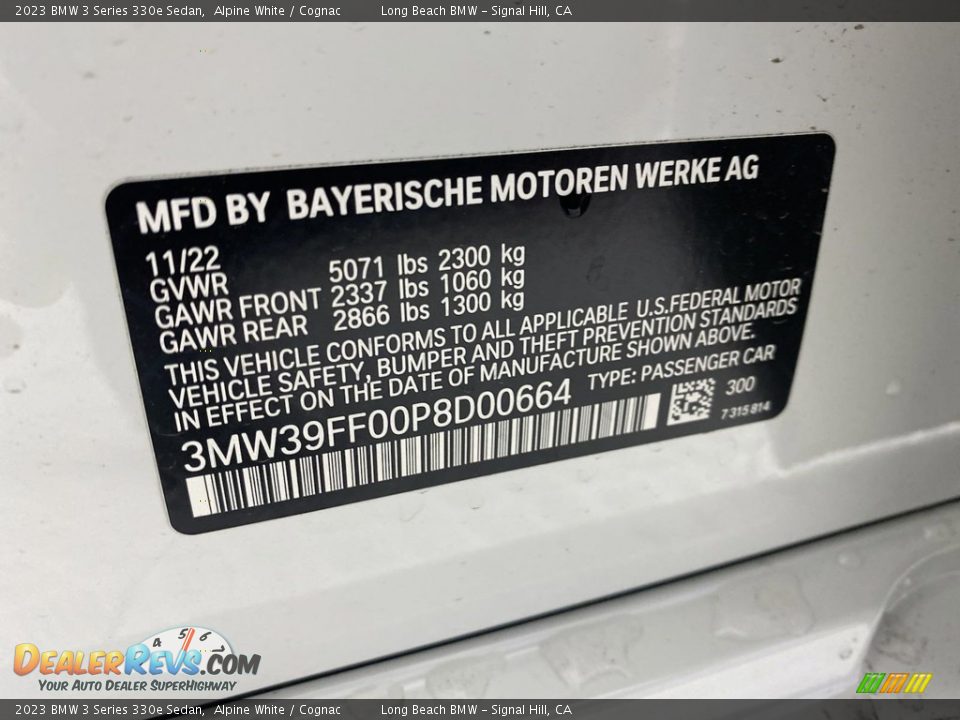 2023 BMW 3 Series 330e Sedan, Alpine White / Cognac Long Beach BMW – Signal Hill, CA
MFD BY BAYERISCHE MOTOREN WERKE AG
11/22
GVWR 5071 lbs 2300 kg
GAWR FRONT 2337 lbs 1060 kg
GAWR REAR 2866 lbs 1300 kg
THIS VEHICLE CONFORMS TO ALL APPLICABLE U.S.FEDERAL MOTOR
VEHICLE SAFETY, BUMPER AND THEFT PREVENTION STANDARDS
IN EFFECT ON THE DATE OF MANUFACTURE SHOWN ABOVE.
3MW39FF00P8D00664 TYPE: PASSENGER CAR
300
7 315 814
4 5 6 7
DEALERREVS.COM
YOUR AUTO DEALER SUPERHIGHWAY
2023 BMW 3 Series 330e Sedan, Alpine White / Cognac Long Beach BMW – Signal Hill, CA